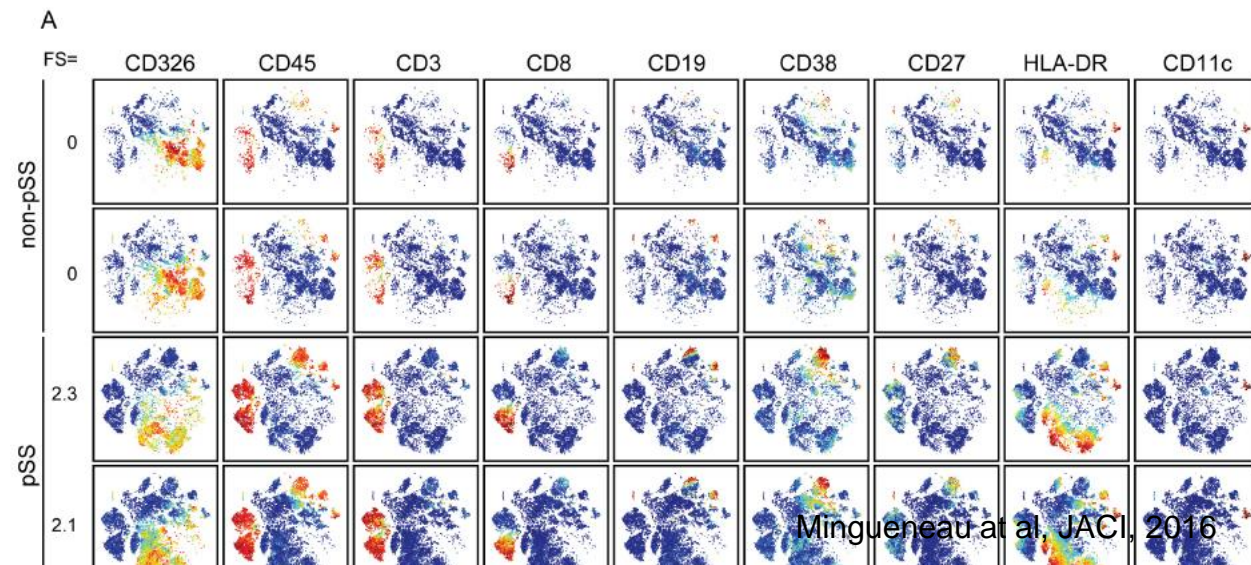 A
FS= CD326 CD45 CD3 CD8 CD19 CD38 CD27 HLA-DR CD11c
non-pSS
0
0
pSS
2.3
2.1
Mingueneau at al, JACI, 2016